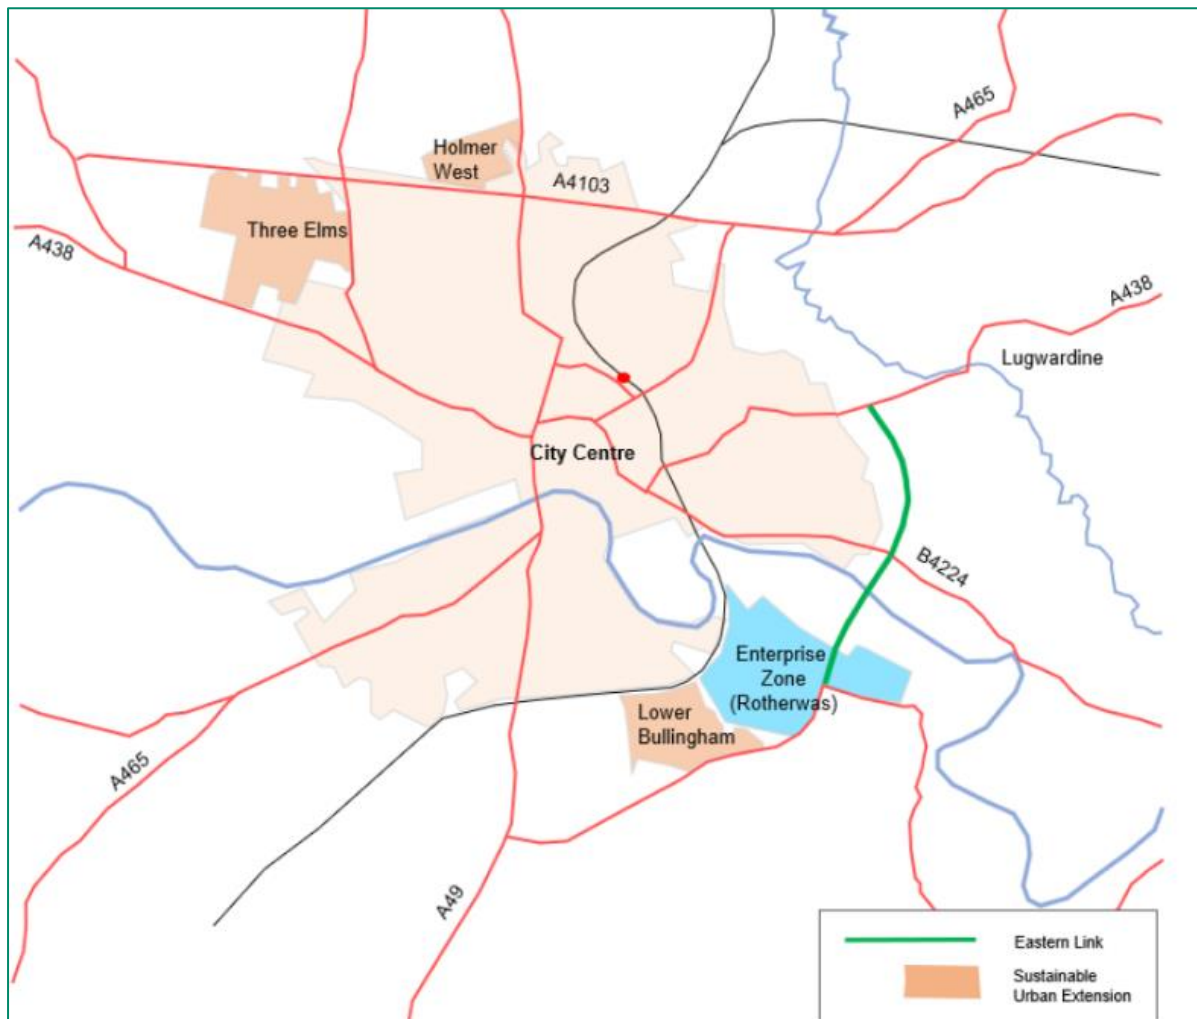 A465
Holmer
West
A4103
Three Elms
A438
A438
Lugwardine
City Centre
B4224
Enterprise
Zone
(Rotherwas)
Lower
Bullingham
A465
A49
Eastern Link
Sustainable
Urban Extension